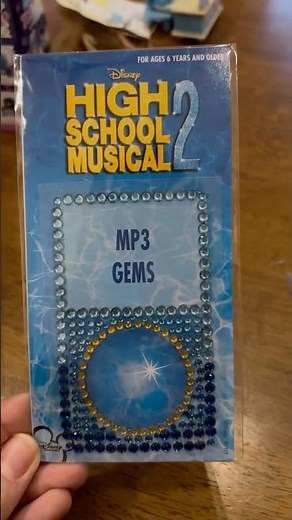 FOR AGES 6 YEARS AND OLDER
Disney
HIGH
SCHOOL
MUSICAL 2
MP3
GEMS